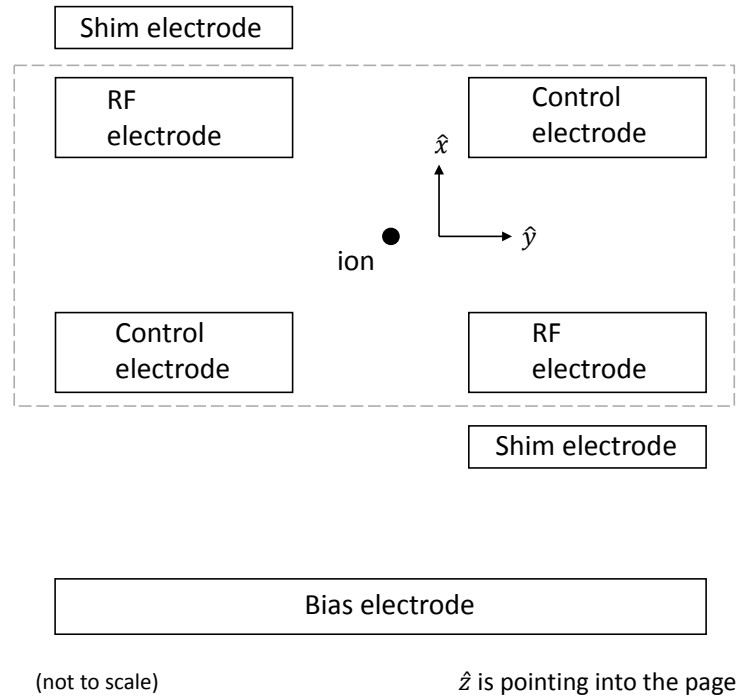 Shim electrode
RF
electrode
Control
electrode
x̂
ŷ
ion
Control
electrode
RF
electrode
Shim electrode
Bias electrode
(not to scale)
ẑ is pointing into the page